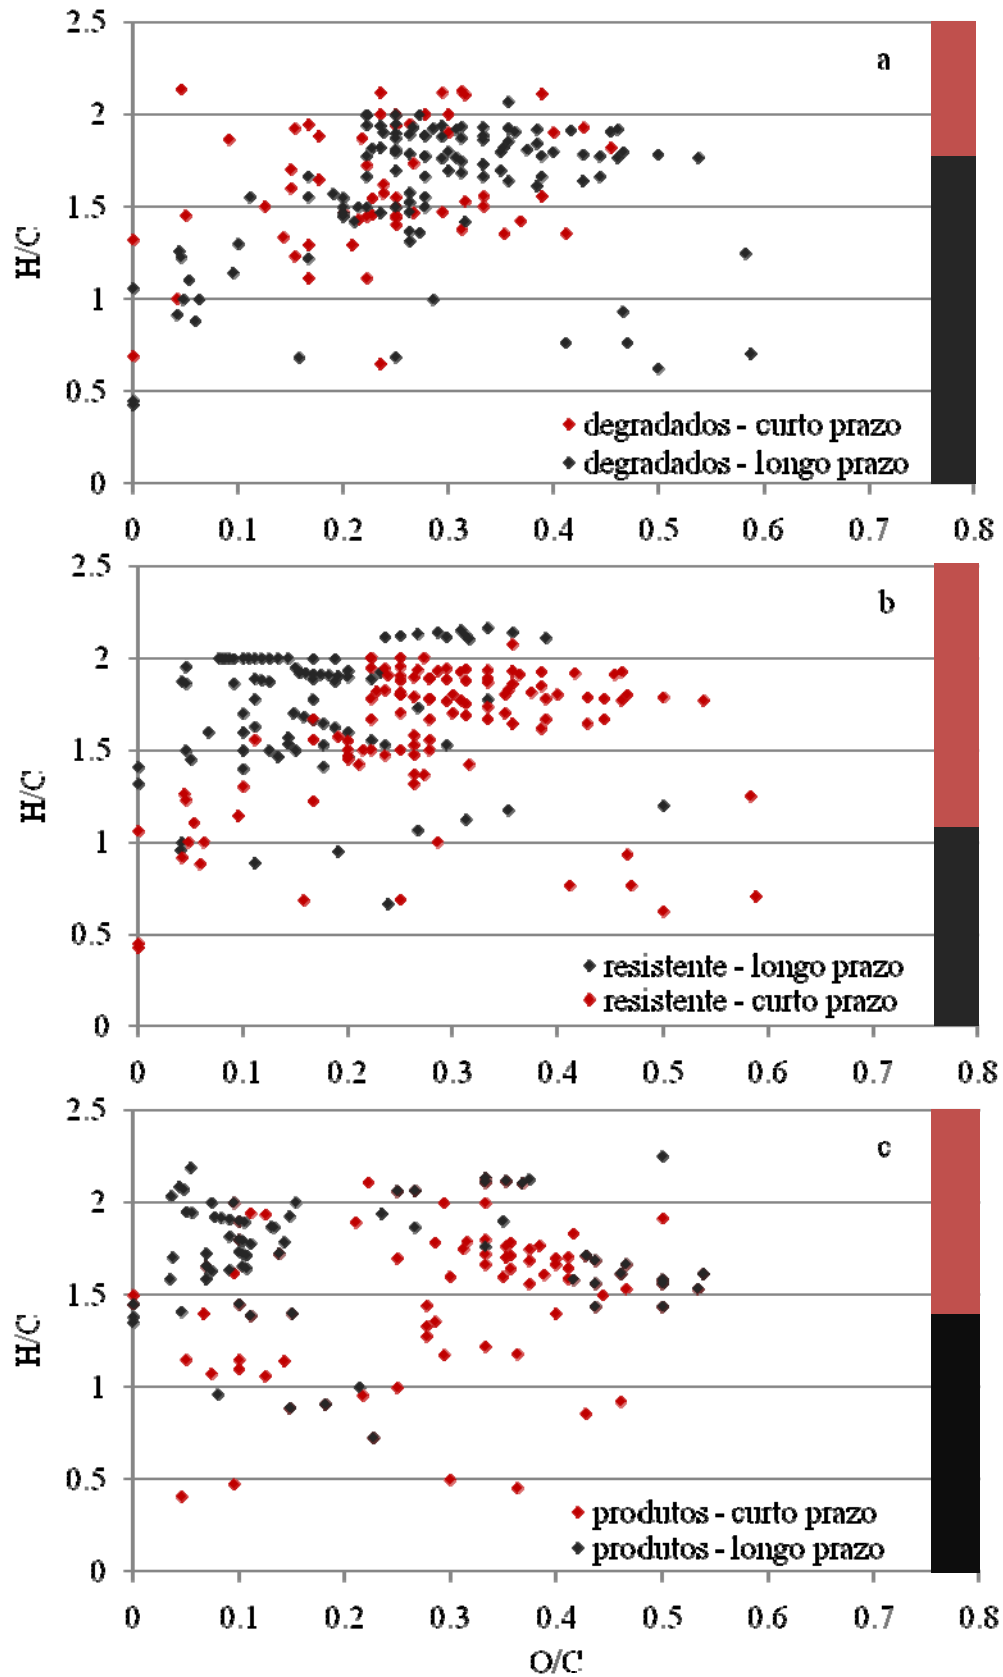 2.5
a
2
1.5
H/C
1
0.5
degradados - curto prazo
degradados - longo prazo
0
0 0.1 0.2 0.3 0.4 0.5 0.6 0.7 0.8
2.5
b
2
1.5
H/C
1
0.5
resistente - longo prazo
resistente - curto prazo
0
0 0.1 0.2 0.3 0.4 0.5 0.6 0.7 0.8
2.5
c
2
1.5
H/C
1
0.5
produtos - curto prazo
produtos - longo prazo
0
0 0.1 0.2 0.3 0.4 0.5 0.6 0.7 0.8
O/C